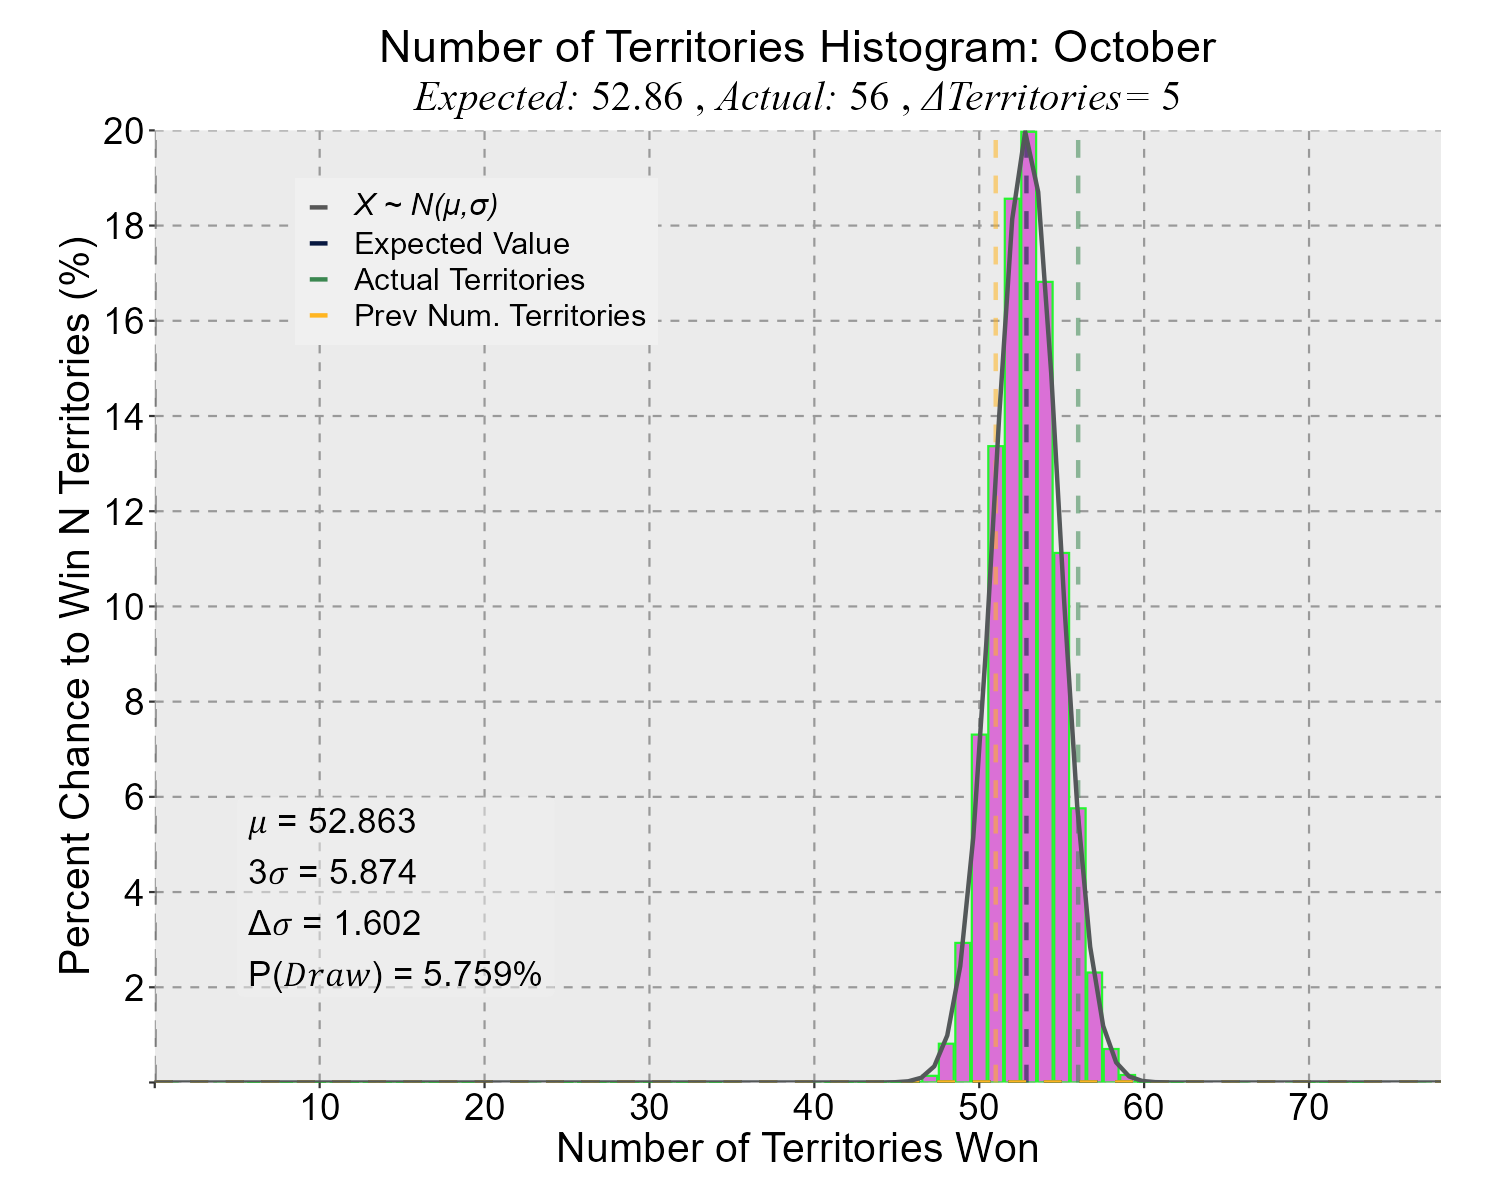 Number of Territories Histogram: October
Expected: 52.86 , Actual: 56 , ΔTerritories= 5
Percent Chance to Win N Territories (%)
20
18
16
14
12
10
8
6
4
2
X ~ N(μ,σ)
Expected Value
Actual Territories
Prev Num. Territories
μ = 52.863
3σ = 5.874
Δσ = 1.602
P(Draw) = 5.759%
10 20 30 40 50 60 70
Number of Territories Won